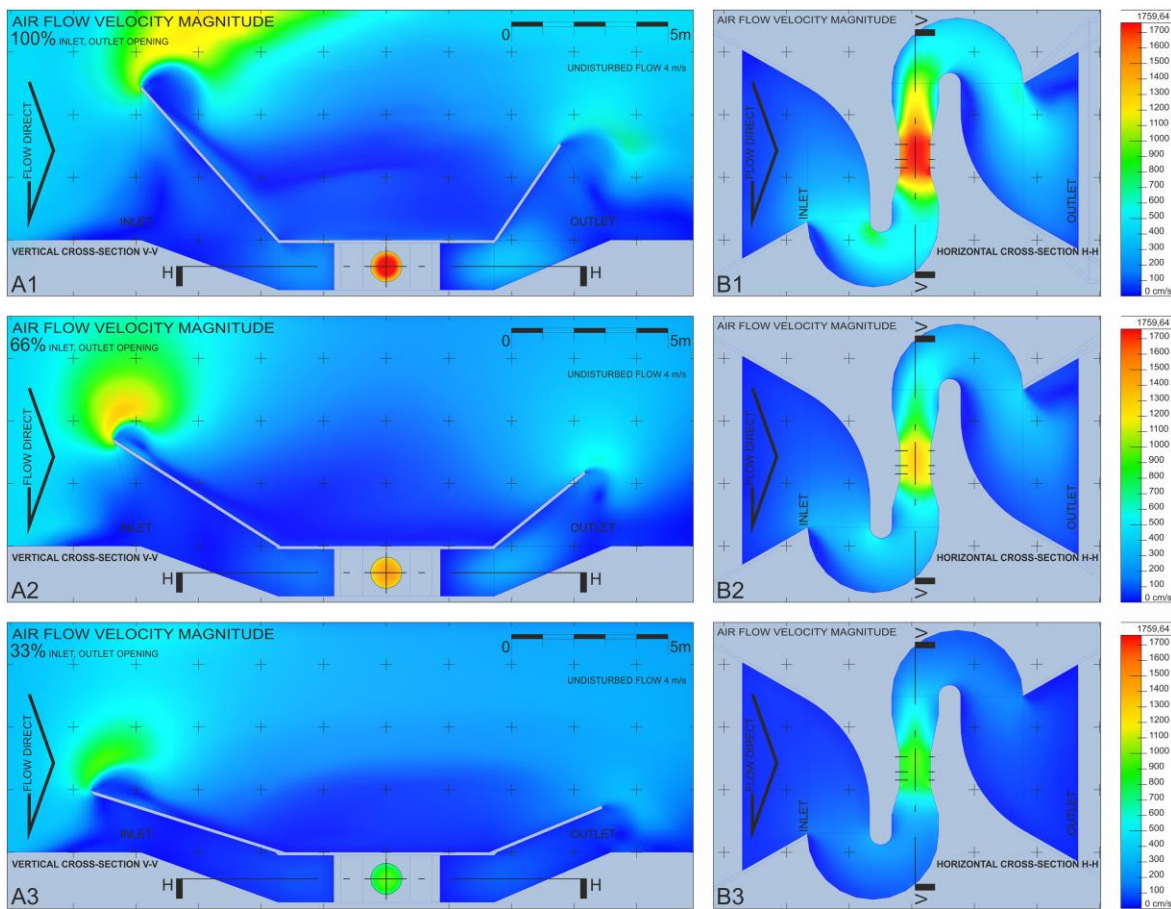 AIR FLOW VELOCITY MAGNITUDE
100% INLET, OUTLET OPENING
0 5m
UNDISTURBED FLOW 4 m/s
FLOW DIRECT
INLET
OUTLET
VERTICAL CROSS-SECTION V-V
H H
A1
AIR FLOW VELOCITY MAGNITUDE
V
FLOW DIRECT
INLET
OUTLET
HORIZONTAL CROSS-SECTION H-H
V
B1
1759,64
1700
1600
1500
1400
1300
1200
1100
1000
900
800
700
600
500
400
300
200
100
0 cm/s
AIR FLOW VELOCITY MAGNITUDE
66% INLET, OUTLET OPENING
0 5m
UNDISTURBED FLOW 4 m/s
FLOW DIRECT
INLET
OUTLET
VERTICAL CROSS-SECTION V-V
H H
A2
AIR FLOW VELOCITY MAGNITUDE
V
FLOW DIRECT
INLET
OUTLET
HORIZONTAL CROSS-SECTION H-H
V
B2
1759,64
1700
1600
1500
1400
1300
1200
1100
1000
900
800
700
600
500
400
300
200
100
0 cm/s
AIR FLOW VELOCITY MAGNITUDE
33% INLET, OUTLET OPENING
0 5m
UNDISTURBED FLOW 4 m/s
FLOW DIRECT
INLET
OUTLET
VERTICAL CROSS-SECTION V-V
H H
A3
AIR FLOW VELOCITY MAGNITUDE
V
FLOW DIRECT
INLET
OUTLET
HORIZONTAL CROSS-SECTION H-H
V
B3
1759,64
1700
1600
1500
1400
1300
1200
1100
1000
900
800
700
600
500
400
300
200
100
0 cm/s